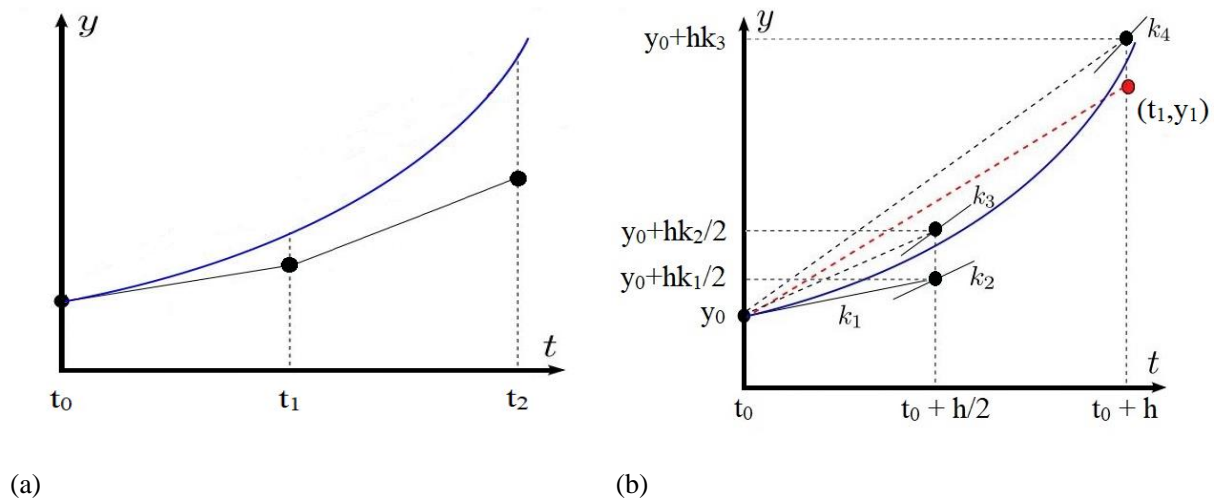 y
t
t₀
t₁
t₂
(a)
y
y₀+hk₃
k₄
(t₁,y₁)
k₃
y₀+hk₂/2
y₀+hk₁/2
k₂
y₀
k₁
t
t₀
t₀ + h/2
t₀ + h
(b)